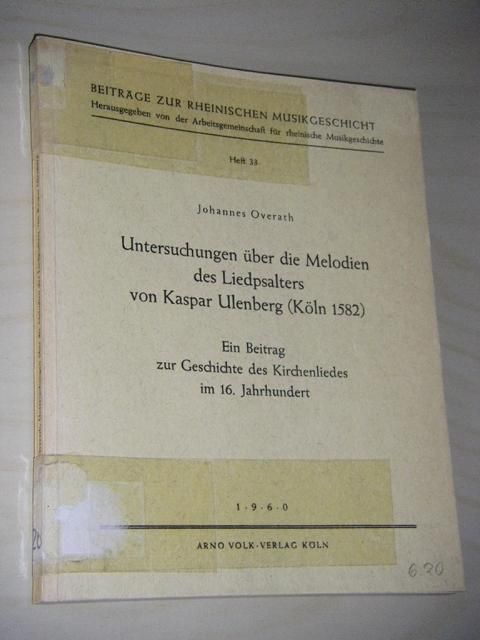 BEITRÄGE ZUR RHEINISCHEN MUSIKGESCHICHT
Herausgegeben von der Arbeitsgemeinschaft für rheinische Musikgeschichte
Heft 33
Johannes Overath
Untersuchungen über die Melodien
des Liedpsalters
von Kaspar Ulenberg (Köln 1582)
Ein Beitrag
zur Geschichte des Kirchenliedes
im 16. Jahrhundert
1·9·6·0
ARNO VOLK-VERLAG KÖLN
6.20